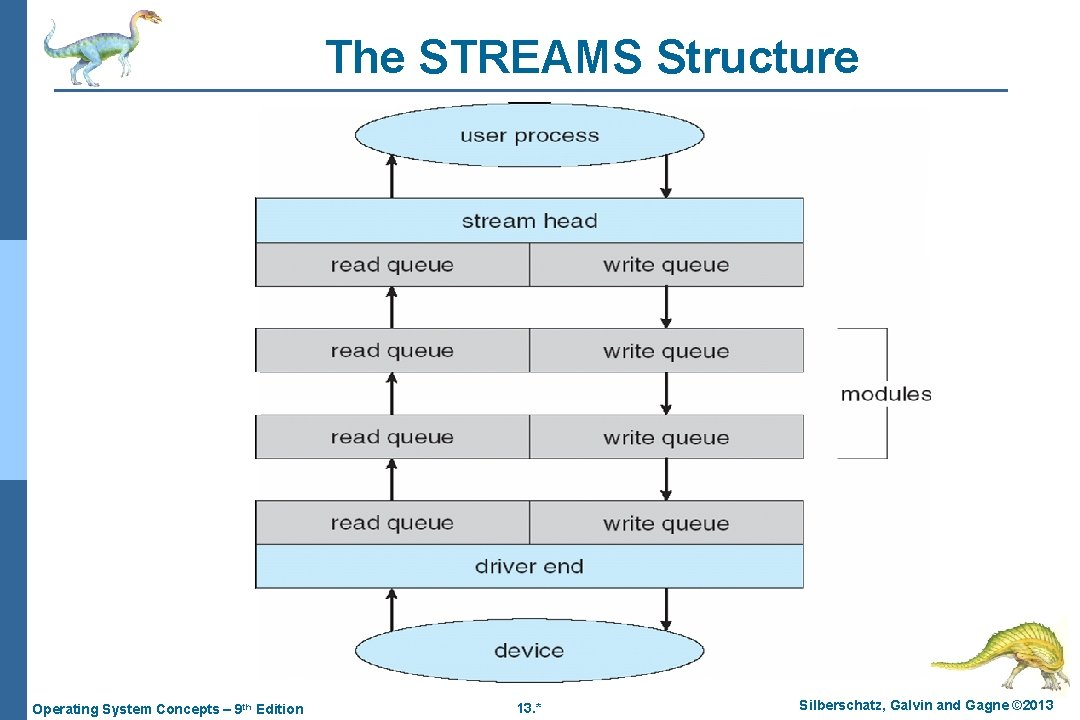 The STREAMS Structure
user process
stream head
read queue write queue
read queue write queue
modules
read queue write queue
read queue write queue
driver end
device
Operating System Concepts – 9th Edition
13.*
Silberschatz, Galvin and Gagne ©2013